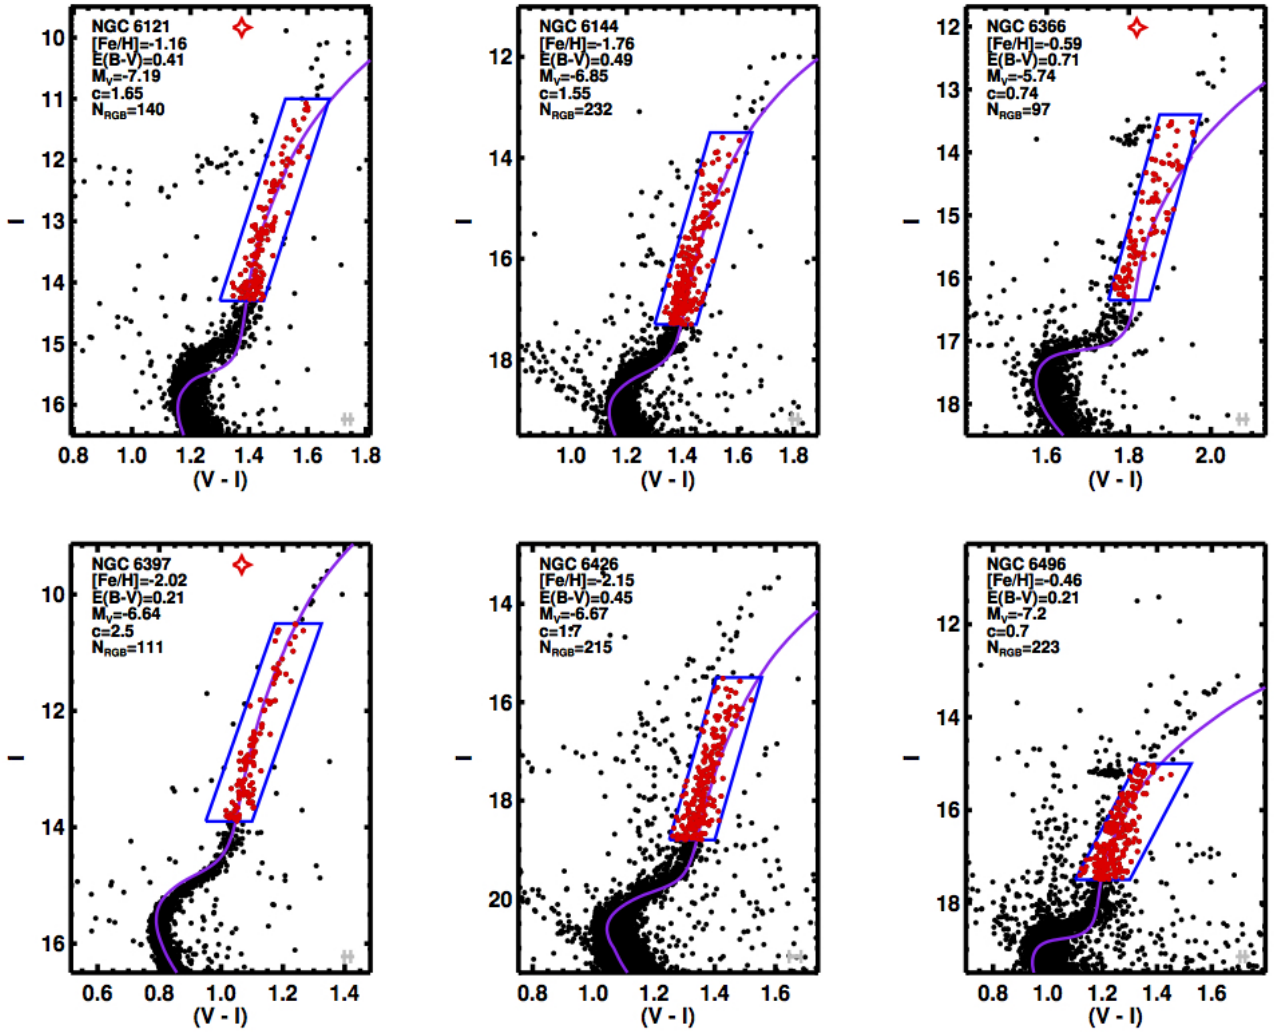 NGC 6121
[Fe/H]=-1.16
E(B-V)=0.41
M_V=-7.19
c=1.65
N_RGB=140
10
11
12
13
14
15
16
I
0.8 1.0 1.2 1.4 1.6 1.8
(V - I)
NGC 6144
[Fe/H]=-1.76
E(B-V)=0.49
M_V=-6.85
c=1.55
N_RGB=232
12
14
16
18
I
1.0 1.2 1.4 1.6 1.8
(V - I)
NGC 6366
[Fe/H]=-0.59
E(B-V)=0.71
M_V=-5.74
c=0.74
N_RGB=97
12
13
14
15
16
17
18
I
1.6 1.8 2.0
(V - I)
NGC 6397
[Fe/H]=-2.02
E(B-V)=0.21
M_V=-6.64
c=2.5
N_RGB=111
10
12
14
16
I
0.6 0.8 1.0 1.2 1.4
(V - I)
NGC 6426
[Fe/H]=-2.15
E(B-V)=0.45
M_V=-6.67
c=1.7
N_RGB=215
14
16
18
20
I
0.8 1.0 1.2 1.4 1.6
(V - I)
NGC 6496
[Fe/H]=-0.46
E(B-V)=0.21
M_V=-7.2
c=0.7
N_RGB=223
12
14
16
18
I
0.8 1.0 1.2 1.4 1.6
(V - I)